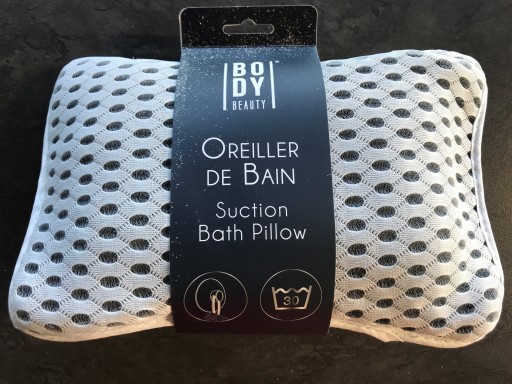 BO
DY
BEAUTY
OREILLER
DE BAIN
Suction
Bath Pillow
30